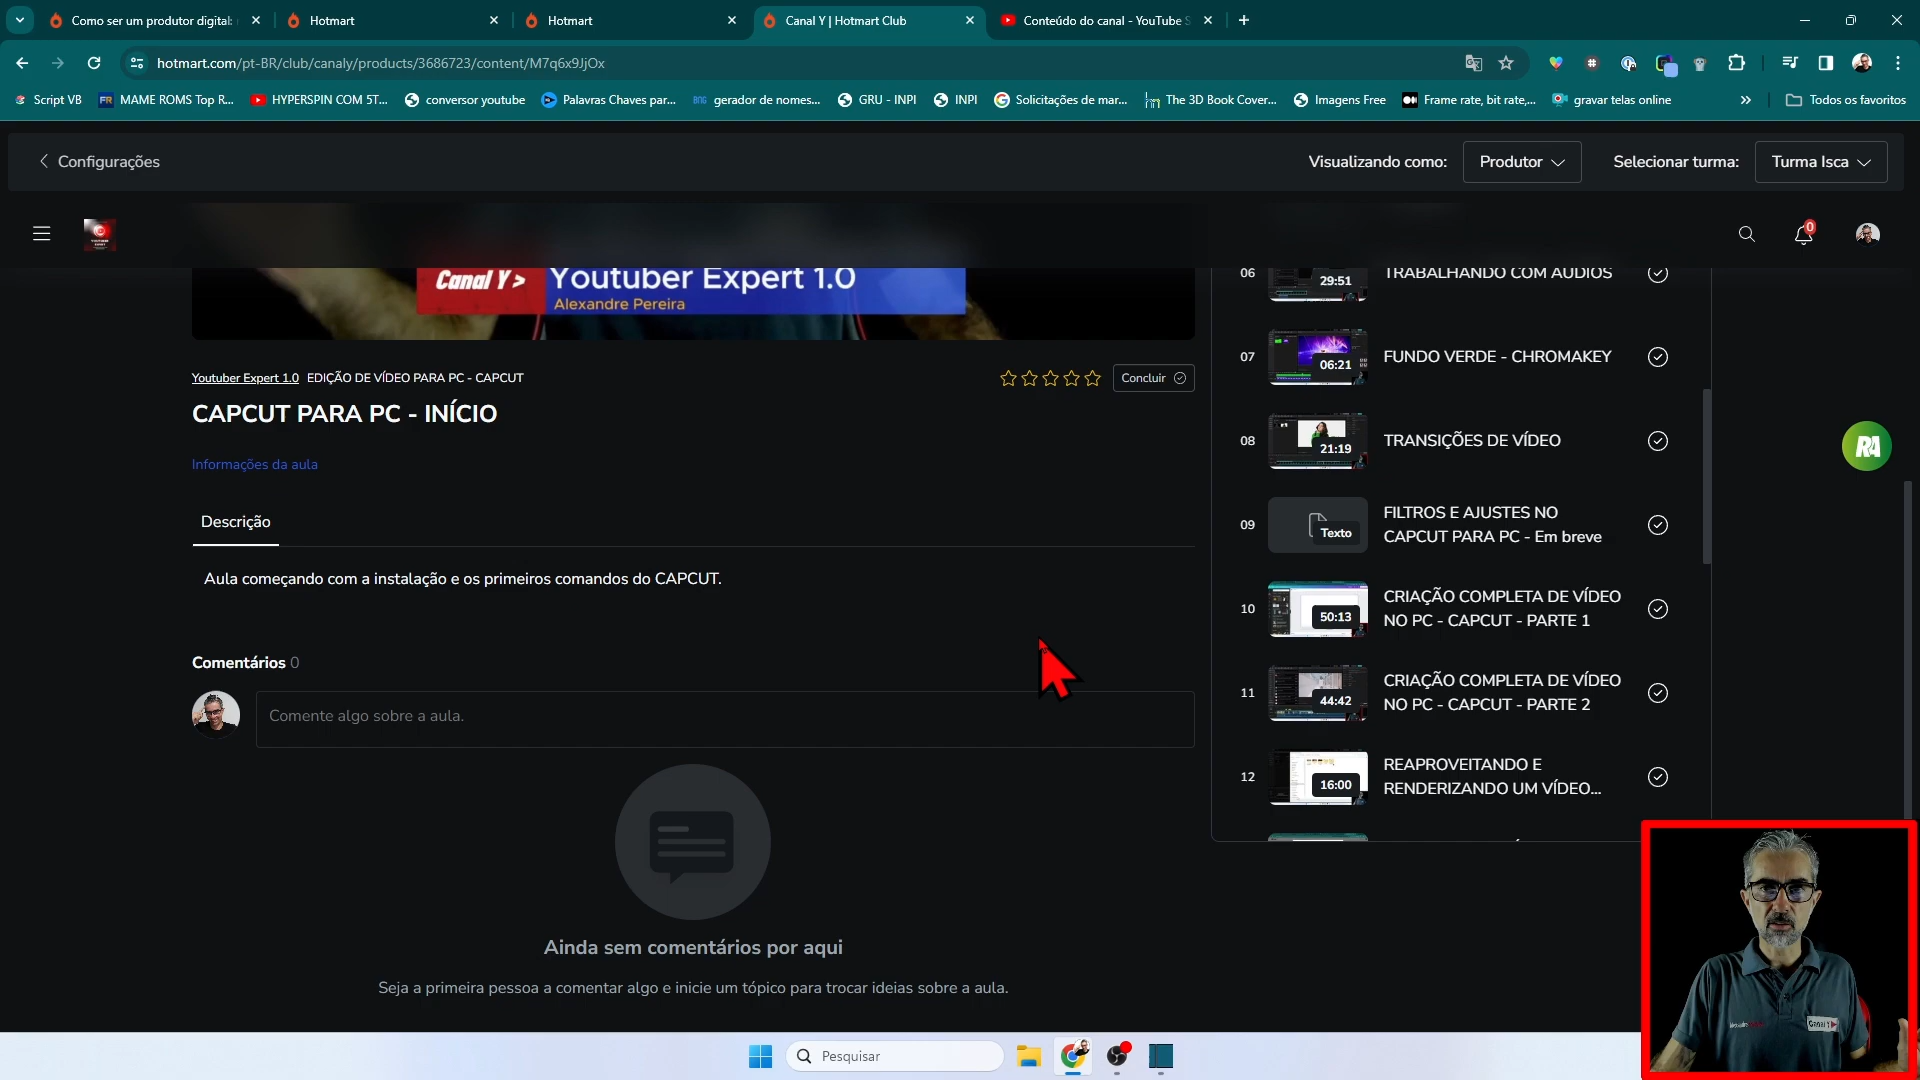 Como ser um produtor digital:
Hotmart
Hotmart
Canal Y | Hotmart Club
Conteúdo do canal - YouTube S
hotmart.com/pt-BR/club/canaly/products/3686723/content/M7q6x9JjOx
Script VB
MAME ROMS Top R...
HYPERSPIN COM 5T...
conversor youtube
Palavras Chaves par...
gerador de nomes...
GRU - INPI
INPI
Solicitações de mar...
The 3D Book Cover...
Imagens Free
Frame rate, bit rate,...
gravar telas online
Todos os favoritos
Configurações
Visualizando como:
Produtor
Selecionar turma:
Turma Isca
0
Canal Y>
Youtuber Expert 1.0
Alexandre Pereira
Youtuber Expert 1.0 EDIÇÃO DE VÍDEO PARA PC - CAPCUT
Concluir
CAPCUT PARA PC - INÍCIO
Informações da aula
Descrição
Aula começando com a instalação e os primeiros comandos do CAPCUT.
Comentários 0
Comente algo sobre a aula.
Ainda sem comentários por aqui
Seja a primeira pessoa a comentar algo e inicie um tópico para trocar ideias sobre a aula.
06
29:51
TRABALHANDO COM ÁUDIOS
07
06:21
FUNDO VERDE - CHROMAKEY
08
21:19
TRANSIÇÕES DE VÍDEO
09
Texto
FILTROS E AJUSTES NO
CAPCUT PARA PC - Em breve
10
50:13
CRIAÇÃO COMPLETA DE VÍDEO
NO PC - CAPCUT - PARTE 1
11
44:42
CRIAÇÃO COMPLETA DE VÍDEO
NO PC - CAPCUT - PARTE 2
12
16:00
REAPROVEITANDO E
RENDERIZANDO UM VÍDEO...
RA
Canal Y
Pesquisar